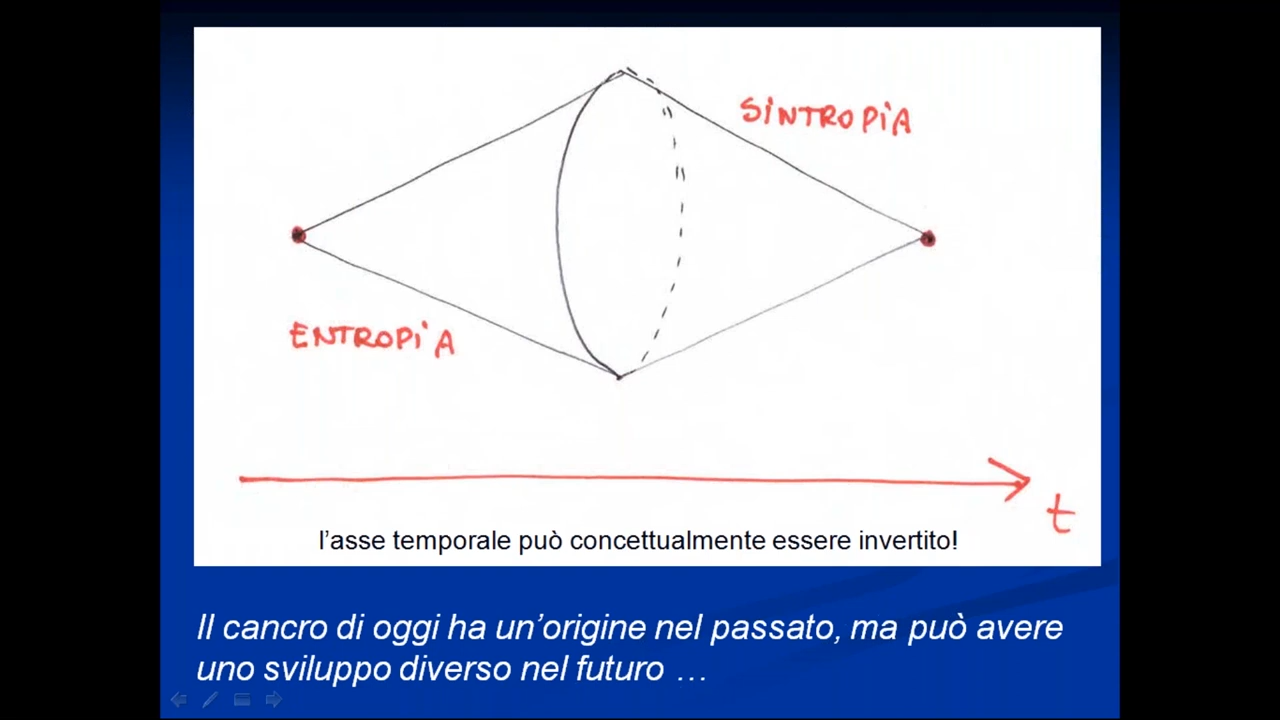 SINTROPIA
ENTROPIA
t
l’asse temporale può concettualmente essere invertito!
Il cancro di oggi ha un’origine nel passato, ma può avere
uno sviluppo diverso nel futuro …